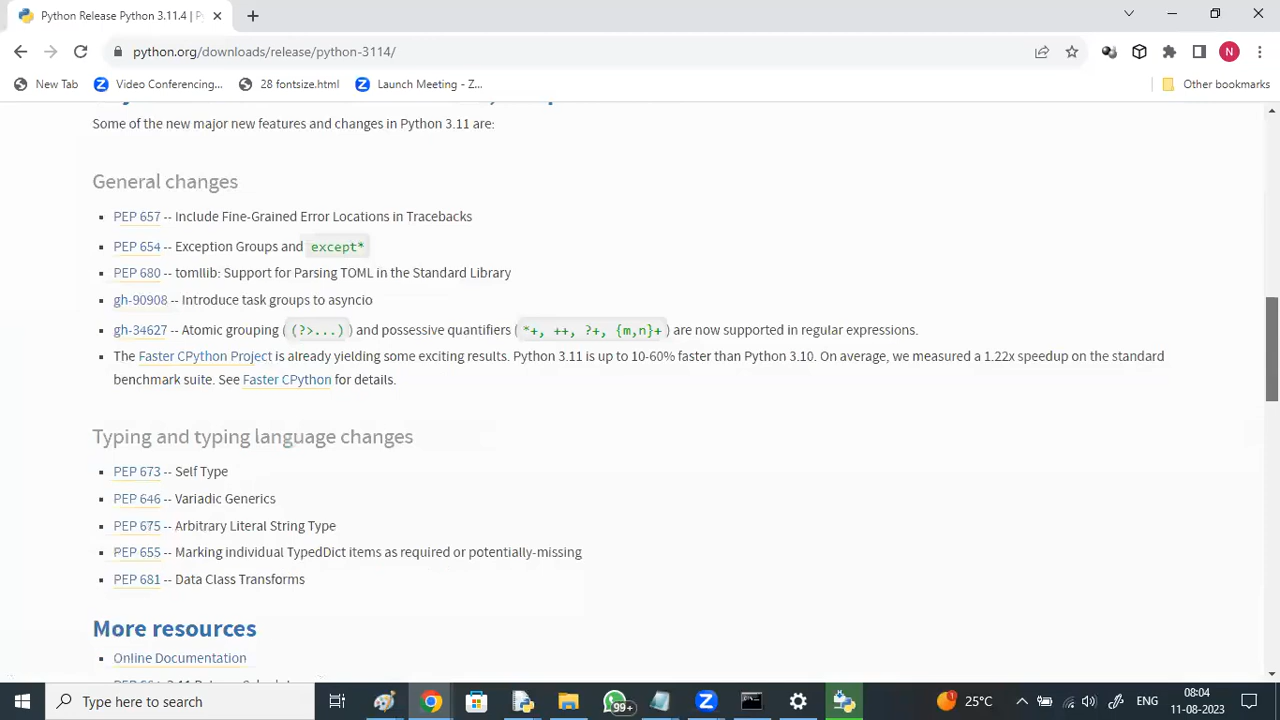 Python Release Python 3.11.4 | P
python.org/downloads/release/python-3114/
N
New Tab
Video Conferencing...
28 fontsize.html
Launch Meeting - Z...
Other bookmarks
Some of the new major new features and changes in Python 3.11 are:
General changes
PEP 657 -- Include Fine-Grained Error Locations in Tracebacks
PEP 654 -- Exception Groups and except*
PEP 680 -- tomllib: Support for Parsing TOML in the Standard Library
gh-90908 -- Introduce task groups to asyncio
gh-34627 -- Atomic grouping ( (?>...) ) and possessive quantifiers ( *+, ++, ?+, {m,n}+ ) are now supported in regular expressions.
The Faster CPython Project is already yielding some exciting results. Python 3.11 is up to 10-60% faster than Python 3.10. On average, we measured a 1.22x speedup on the standard
benchmark suite. See Faster CPython for details.
Typing and typing language changes
PEP 673 -- Self Type
PEP 646 -- Variadic Generics
PEP 675 -- Arbitrary Literal String Type
PEP 655 -- Marking individual TypedDict items as required or potentially-missing
PEP 681 -- Data Class Transforms
More resources
Online Documentation
Type here to search
99+
1
25°C
ENG
08:04
11-08-2023